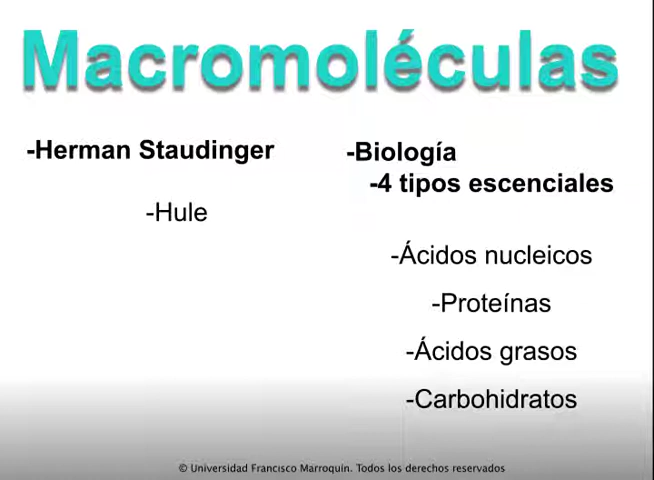 Macromoléculas
-Herman Staudinger
-Hule
-Biología
-4 tipos escenciales
-Ácidos nucleicos
-Proteínas
-Ácidos grasos
-Carbohidratos
© Universidad Francisco Marroquín. Todos los derechos reservados